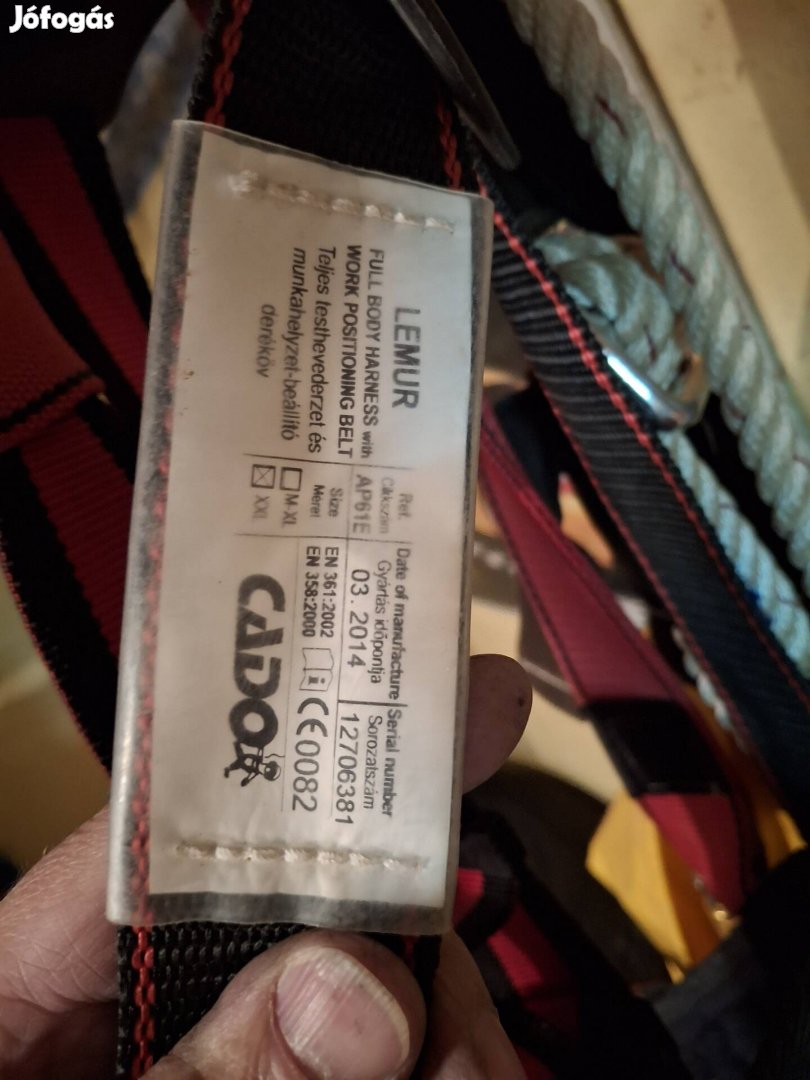 Jófogás
LEMUR
FULL BODY HARNESS with
WORK POSITIONING BELT
Teljes testhevederzet és
munkahelyzet-beállító
deréköv
Ref.
Cikkszám
AP61E
Size
Méret
M-XL
XXL
Date of manufacture
Gyártás időpontja
03. 2014
Serial number
Sorozatszám
12706381
EN 361:2002
EN 358:2000
i
CE0082
CADO